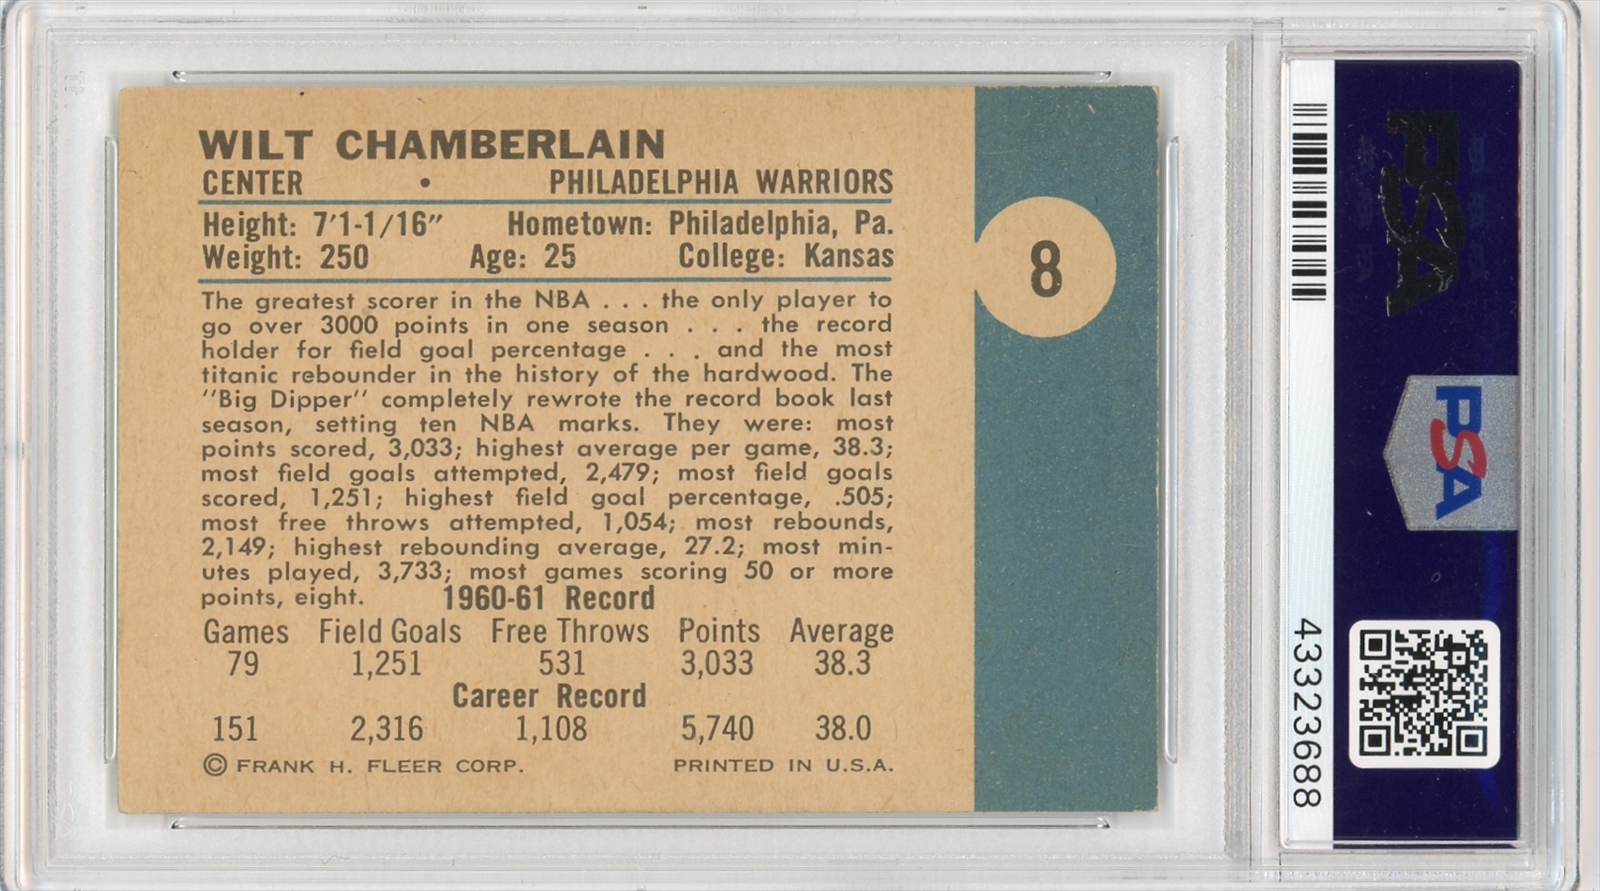 WILT CHAMBERLAIN
CENTER • PHILADELPHIA WARRIORS
Height: 7'1-1/16" Hometown: Philadelphia, Pa.
Weight: 250 Age: 25 College: Kansas
The greatest scorer in the NBA . . . the only player to
go over 3000 points in one season . . . the record
holder for field goal percentage . . . and the most
titanic rebounder in the history of the hardwood. The
"Big Dipper" completely rewrote the record book last
season, setting ten NBA marks. They were: most
points scored, 3,033; highest average per game, 38.3;
most field goals attempted, 2,479; most field goals
scored, 1,251; highest field goal percentage, .505;
most free throws attempted, 1,054; most rebounds,
2,149; highest rebounding average, 27.2; most min-
utes played, 3,733; most games scoring 50 or more
points, eight.
1960-61 Record
Games Field Goals Free Throws Points Average
79 1,251 531 3,033 38.3
Career Record
151 2,316 1,108 5,740 38.0
© FRANK H. FLEER CORP. PRINTED IN U.S.A.
8
PSA
PSA
43323688